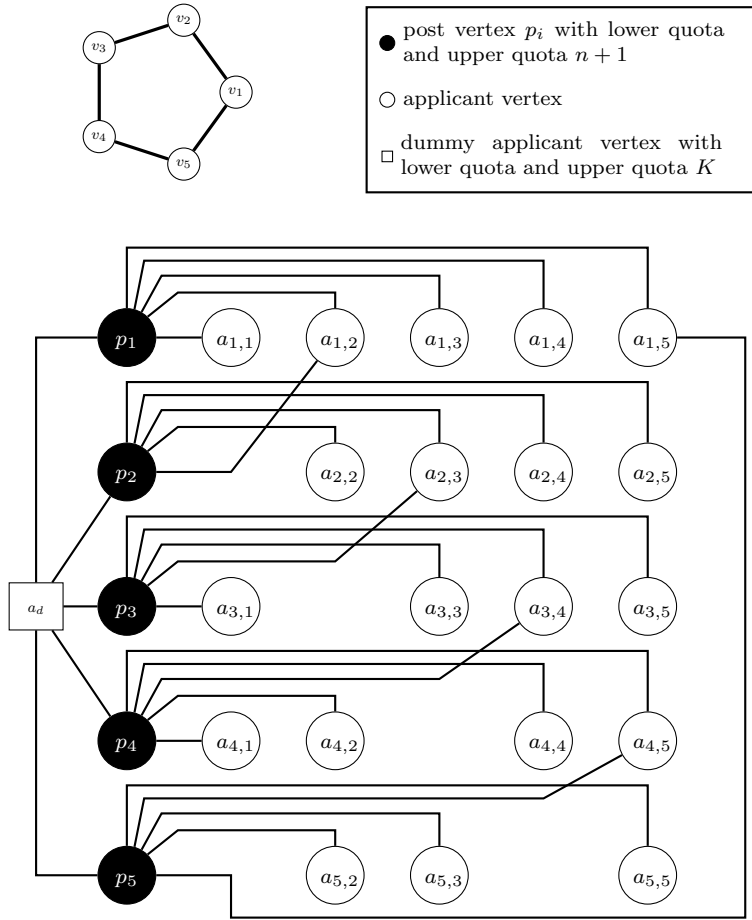 v₂
v₃
v₁
v₄
v₅
post vertex pᵢ with lower quota
and upper quota n + 1
applicant vertex
dummy applicant vertex with
lower quota and upper quota K
p₁ a₁,₁ a₁,₂ a₁,₃ a₁,₄ a₁,₅
p₂ a₂,₂ a₂,₃ a₂,₄ a₂,₅
a_d p₃ a₃,₁ a₃,₃ a₃,₄ a₃,₅
p₄ a₄,₁ a₄,₂ a₄,₄ a₄,₅
p₅ a₅,₂ a₅,₃ a₅,₅